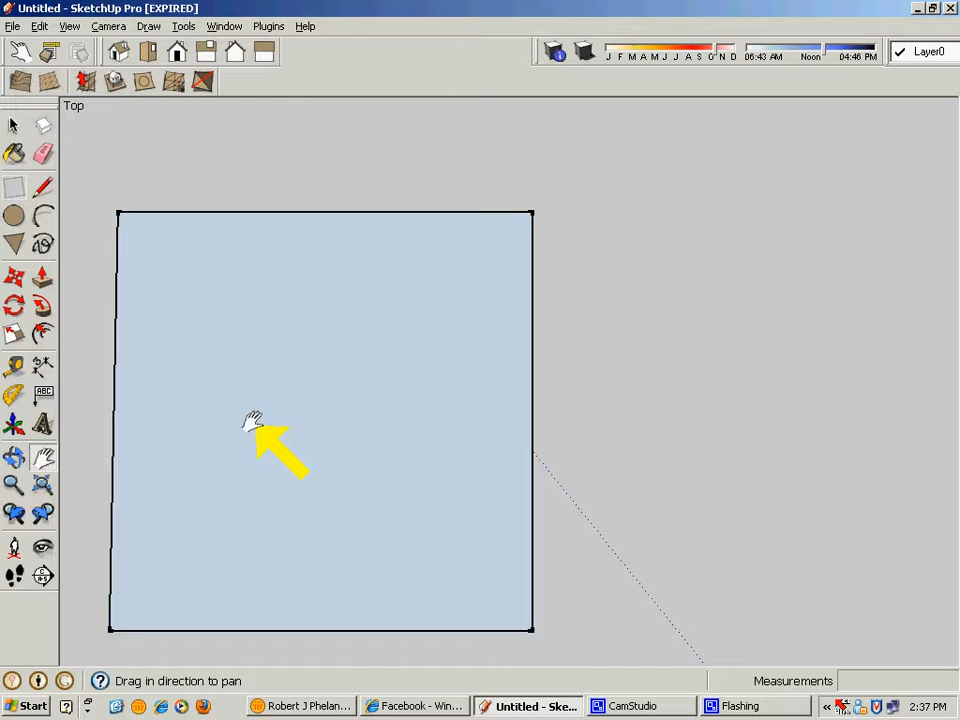 Untitled - SketchUp Pro [EXPIRED]
File Edit View Camera Draw Tools Window Plugins Help
J F M A M J J A S O N D 06:43 AM Noon 04:46 PM Layer0
Top
ABC
Drag in direction to pan Measurements
Start Robert J Phelan... Facebook - Win... Untitled - Ske... CamStudio Flashing « 2:37 PM